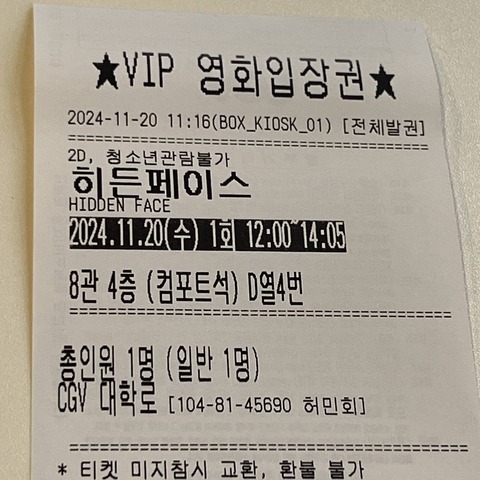 ★VIP 영화입장권★
2024-11-20 11:16(BOX_KIOSK_01) [전체발권]
2D, 청소년관람불가
히든페이스
HIDDEN FACE
2024.11.20(수) 1회 12:00~14:05
8관 4층 (컴포트석) D열4번
총인원 1명 (일반 1명)
CGV 대학로 [104-81-45690 허민회]
* 티켓 미지참시 교환, 환불 불가